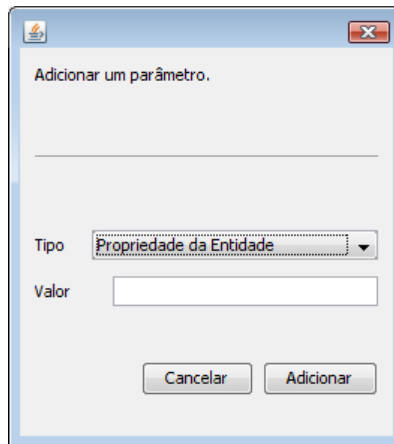 Adicionar um parâmetro.
Tipo Propriedade da Entidade
Valor
Cancelar Adicionar